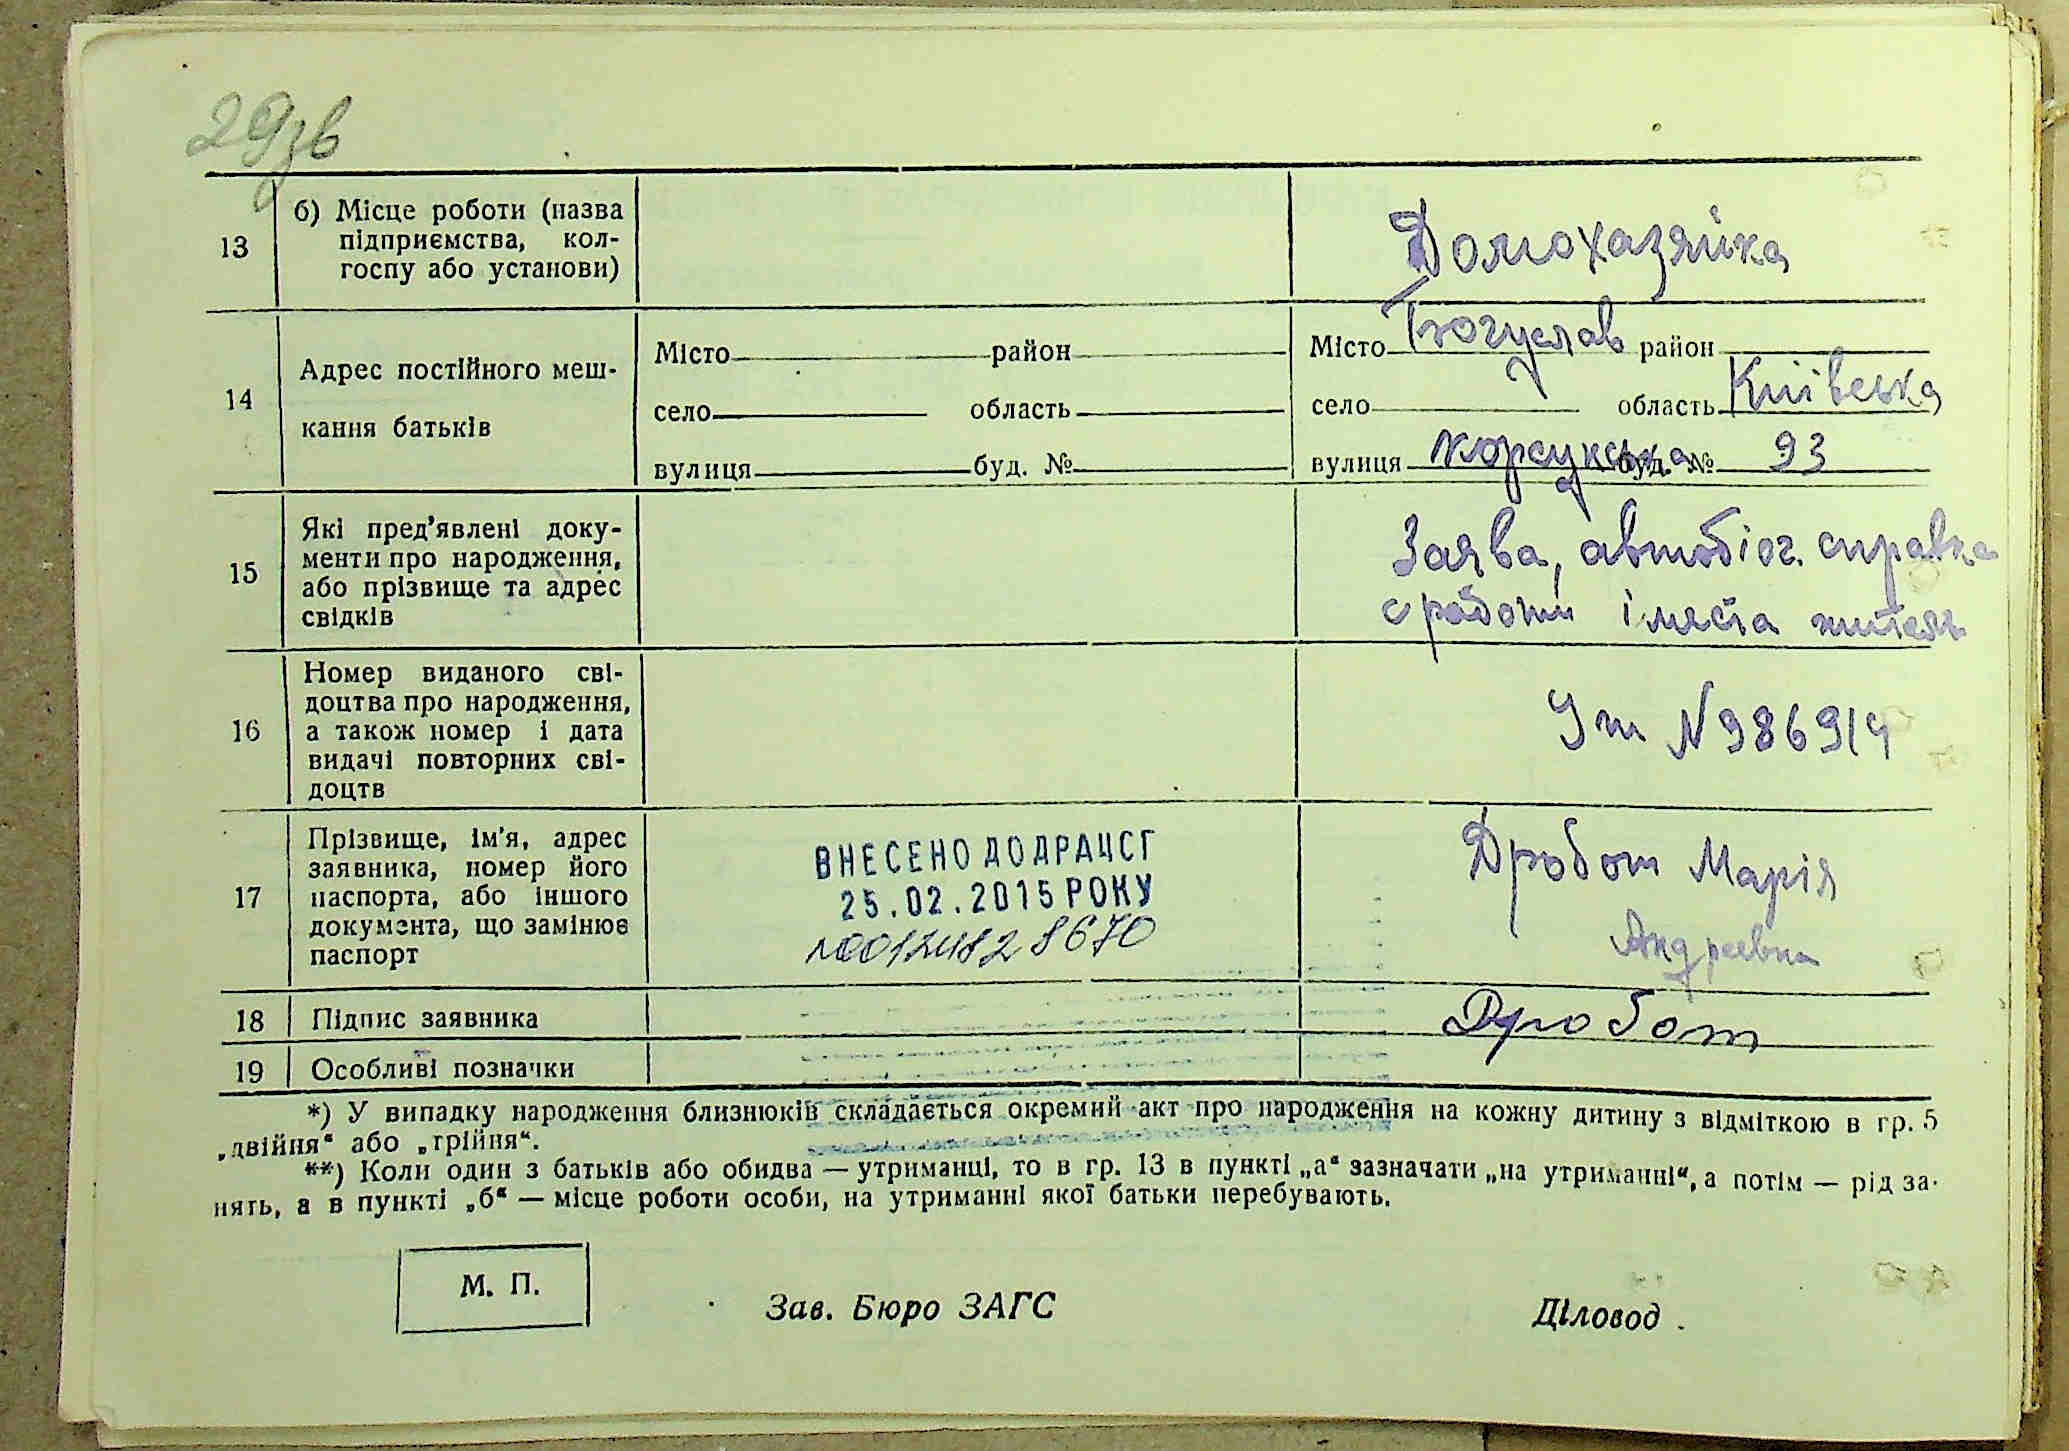 29зв
13
б) Місце роботи (назва
підприємства, кол-
госпу або установи)
Домохазяйка
14
Адрес постійного меш-
кання батьків
Місто район
село область
вулиця буд. №
Місто Богуслав район
село область Київська
вулиця Корсунська буд. № 93
15
Які пред’явлені доку-
менти про народження,
або прізвище та адрес
свідків
Заява, автобіог. справка
с работи і места
16
Номер виданого сві-
доцтва про народження,
а також номер і дата
видачі повторних сві-
доцтв
№ 986914
17
Прізвище, ім’я, адрес
заявника, номер його
паспорта, або іншого
документа, що замінює
паспорт
ВНЕСЕНО ДО ДРАЦСГ
25.02.2015 РОКУ
Дробот Марія
Андреевна
18
Підпис заявника
Дробот
19
Особливі позначки
*) У випадку народження близнюків складається окремий акт про народження на кожну дитину з відміткою в гр. 5
„двійня“ або „трійня“.
**) Коли один з батьків або обидва — утриманці, то в гр. 13 в пункті „а“ зазначати „на утриманні“, а потім — рід за-
нять, а в пункті „б“ — місце роботи особи, на утриманні якої батьки перебувають.
М. П.
Зав. Бюро ЗАГС
Діловод